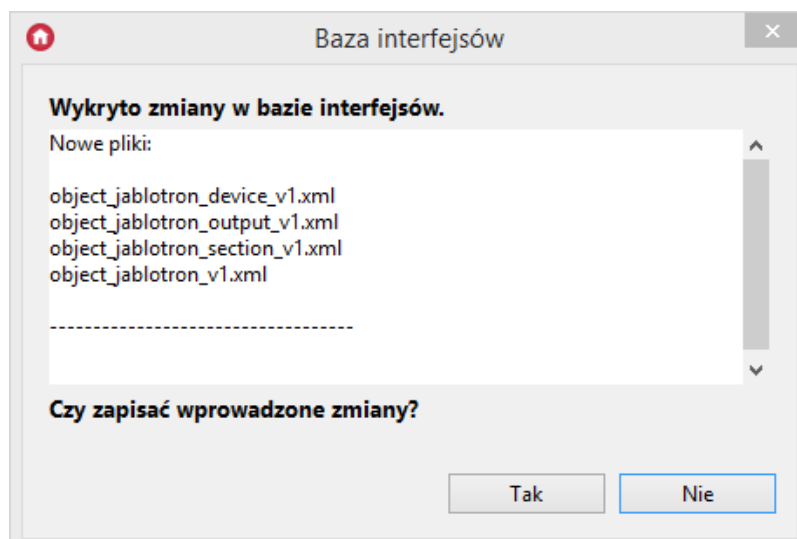 Baza interfejsów
Wykryto zmiany w bazie interfejsów.
Nowe pliki:
object_jablotron_device_v1.xml
object_jablotron_output_v1.xml
object_jablotron_section_v1.xml
object_jablotron_v1.xml
-----------------------------------
Czy zapisać wprowadzone zmiany?
Tak
Nie